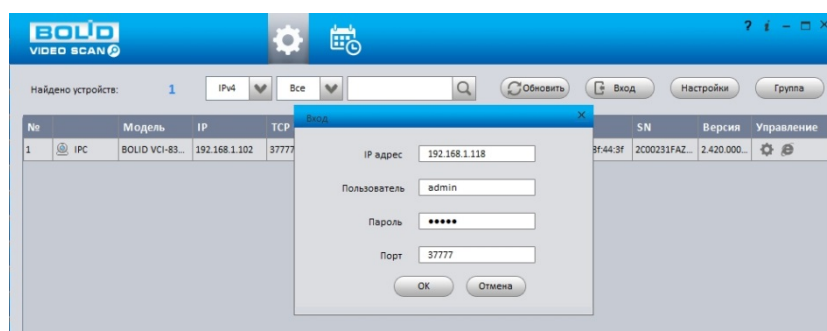 BOLID
VIDEO SCAN
? i
Найдено устройств: 1 IPv4 Все Обновить Вход Настройки Группа
№ Модель IP TCP SN Версия Управление
1 IPC BOLID VCI-83... 192.168.1.102 37777 3f:44:3f 2C00231FAZ... 2.420.000...
Вход
IP адрес 192.168.1.118
Пользователь admin
Пароль •••••
Порт 37777
OK Отмена